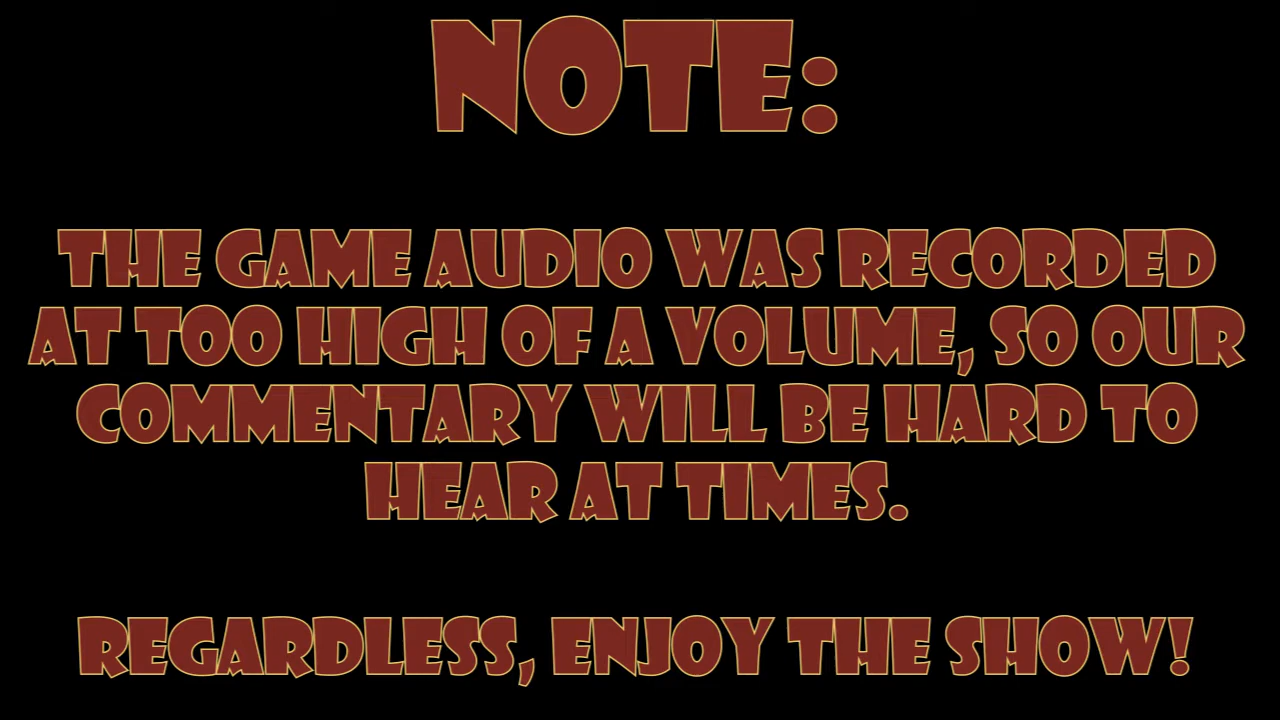 NOTE:
THE GAME AUDIO WAS RECORDED
AT TOO HIGH OF A VOLUME, SO OUR
COMMENTARY WILL BE HARD TO
HEAR AT TIMES.
REGARDLESS, ENJOY THE SHOW!